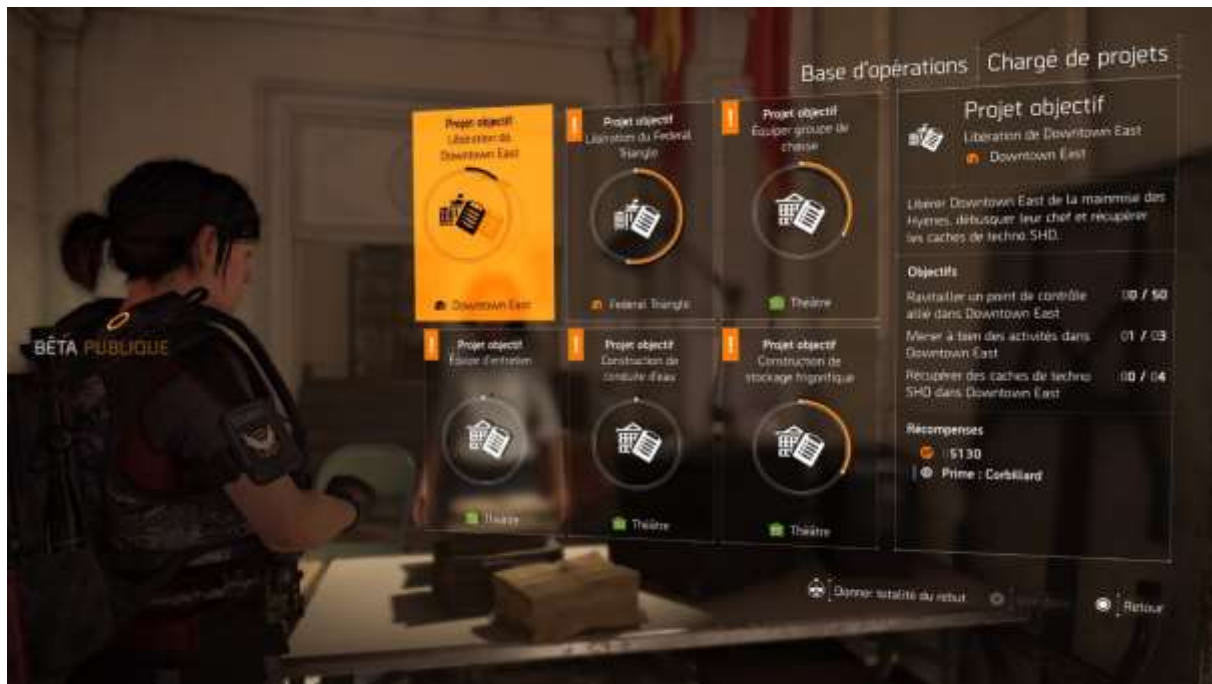 Base d'opérations | Chargé de projets
Projet objectif
Libération de
Downtown East
Downtown East
!
Projet objectif
Libération du Federal
Triangle
Federal Triangle
!
Projet objectif
Équiper groupe de
chasse
Théâtre
!
Projet objectif
Équipe d'entretien
Théâtre
!
Projet objectif
Construction de
conduite d'eau
Théâtre
!
Projet objectif
Construction de
stockage frigorifique
Théâtre
Projet objectif
Libération de Downtown East
Downtown East
Libérer Downtown East de la mainmise des
Hyènes, débusquer leur chef et récupérer
les caches de techno SHD.
Objectifs
Ravitailler un point de contrôle
allié dans Downtown East
00 / 50
Mener à bien des activités dans
Downtown East
01 / 03
Récupérer des caches de techno
SHD dans Downtown East
00 / 04
Récompenses
5130
Prime : Corbillard
BÊTA PUBLIQUE
Donner totalité du rebut
Retour